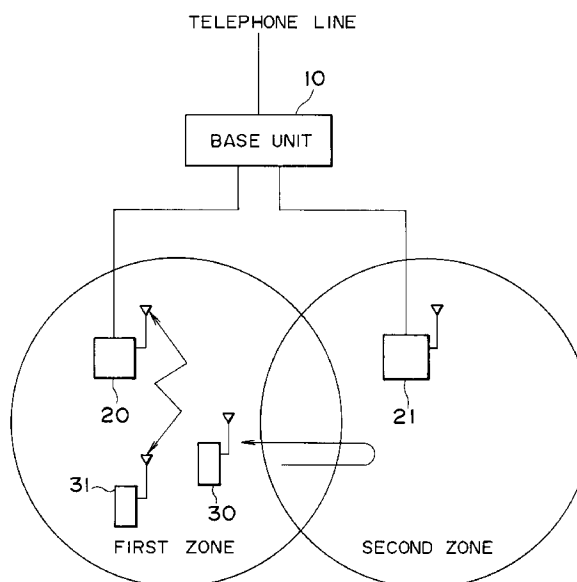 TELEPHONE LINE
10
BASE UNIT
20
21
31
30
FIRST ZONE
SECOND ZONE